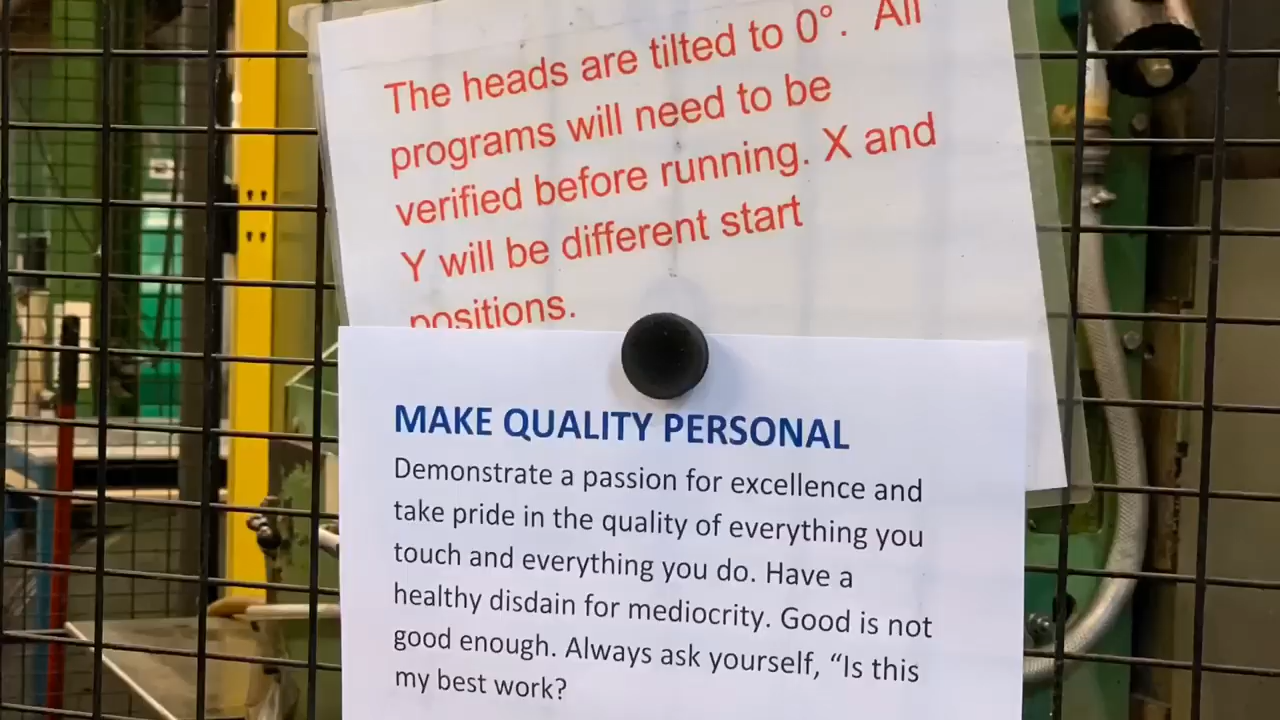 The heads are tilted to 0°. All
programs will need to be
verified before running. X and
Y will be different start
positions.
MAKE QUALITY PERSONAL
Demonstrate a passion for excellence and
take pride in the quality of everything you
touch and everything you do. Have a
healthy disdain for mediocrity. Good is not
good enough. Always ask yourself, “Is this
my best work?